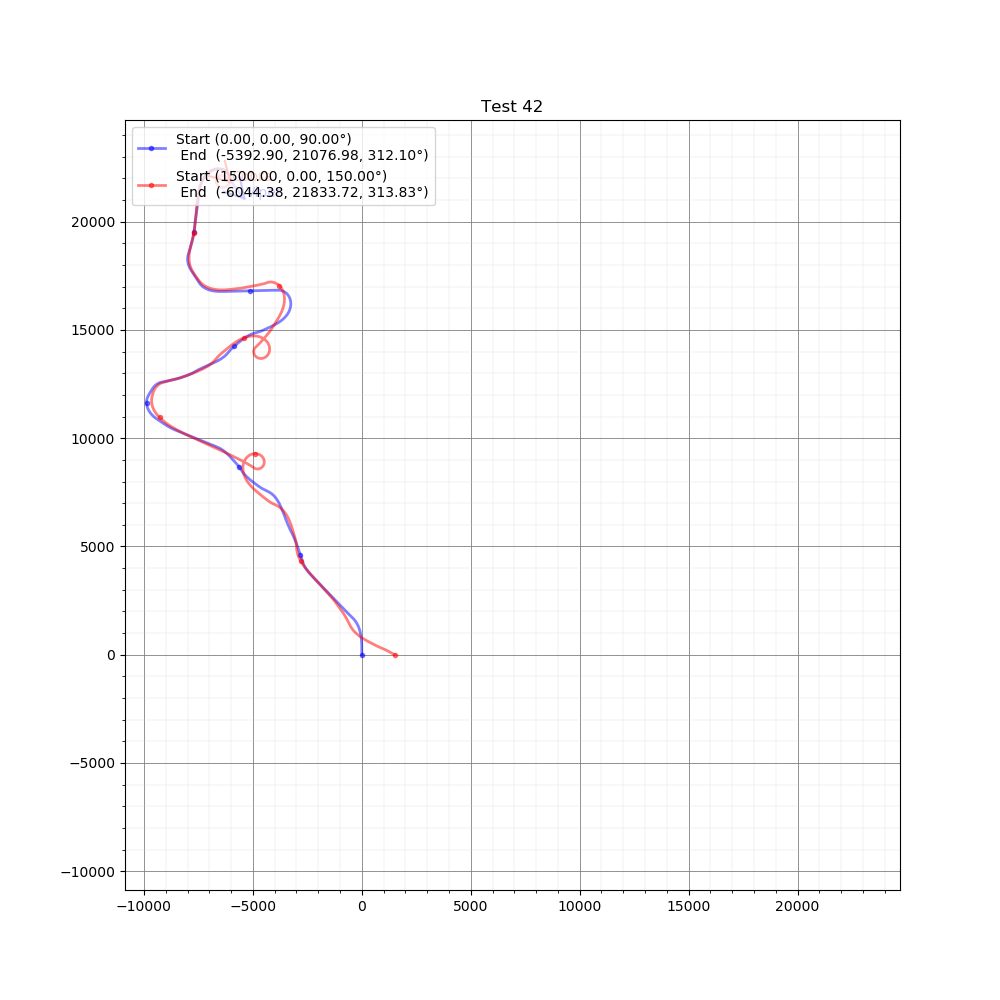 Test 42
Start (0.00, 0.00, 90.00°)
End (-5392.90, 21076.98, 312.10°)
Start (1500.00, 0.00, 150.00°)
End (-6044.38, 21833.72, 313.83°)
20000
15000
10000
5000
0
−5000
−10000
−10000 −5000 0 5000 10000 15000 20000